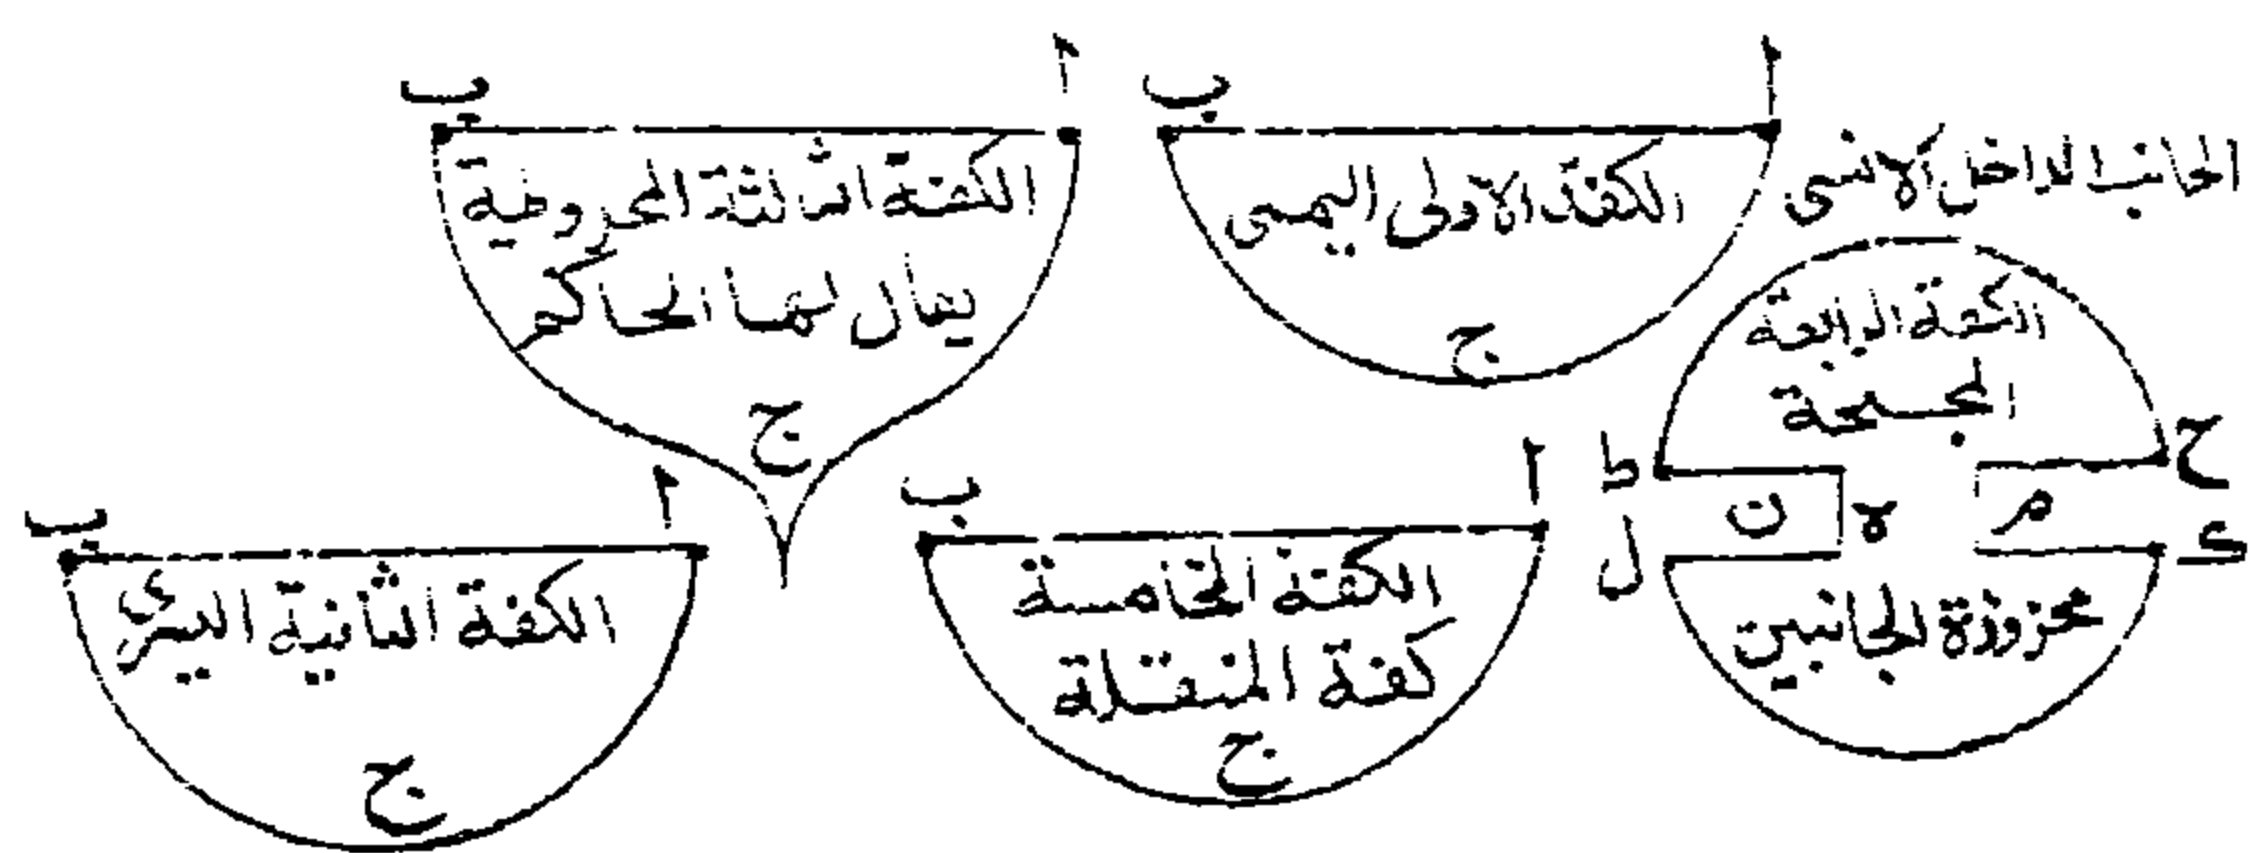 ا
ب
الكفة الاولى اليمنى
ج
الجانب الداخل الانسى
ا
ب
الكفة الثالثة المخروطية
يقال لها الحاكم
ج
الكفة الرابعة
المجنحة
ح
ط
م
ه
ن
ك
ل
محزوزة الجانبين
ا
ب
الكفة الخامسة
كفة المنقلة
ج
ا
ب
الكفة الثانية اليسرى
ج